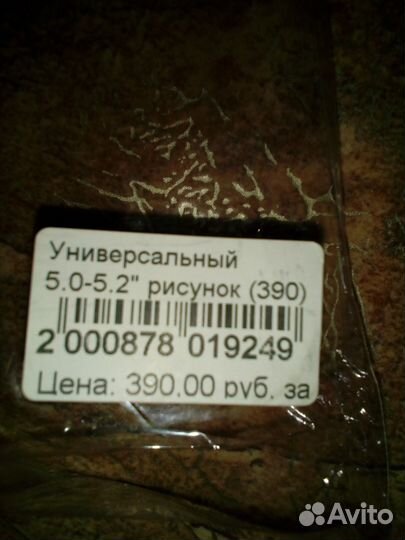 Универсальный
5.0-5.2" рисунок (390)
2 000878 019249
Цена: 390.00 руб. за
Avito